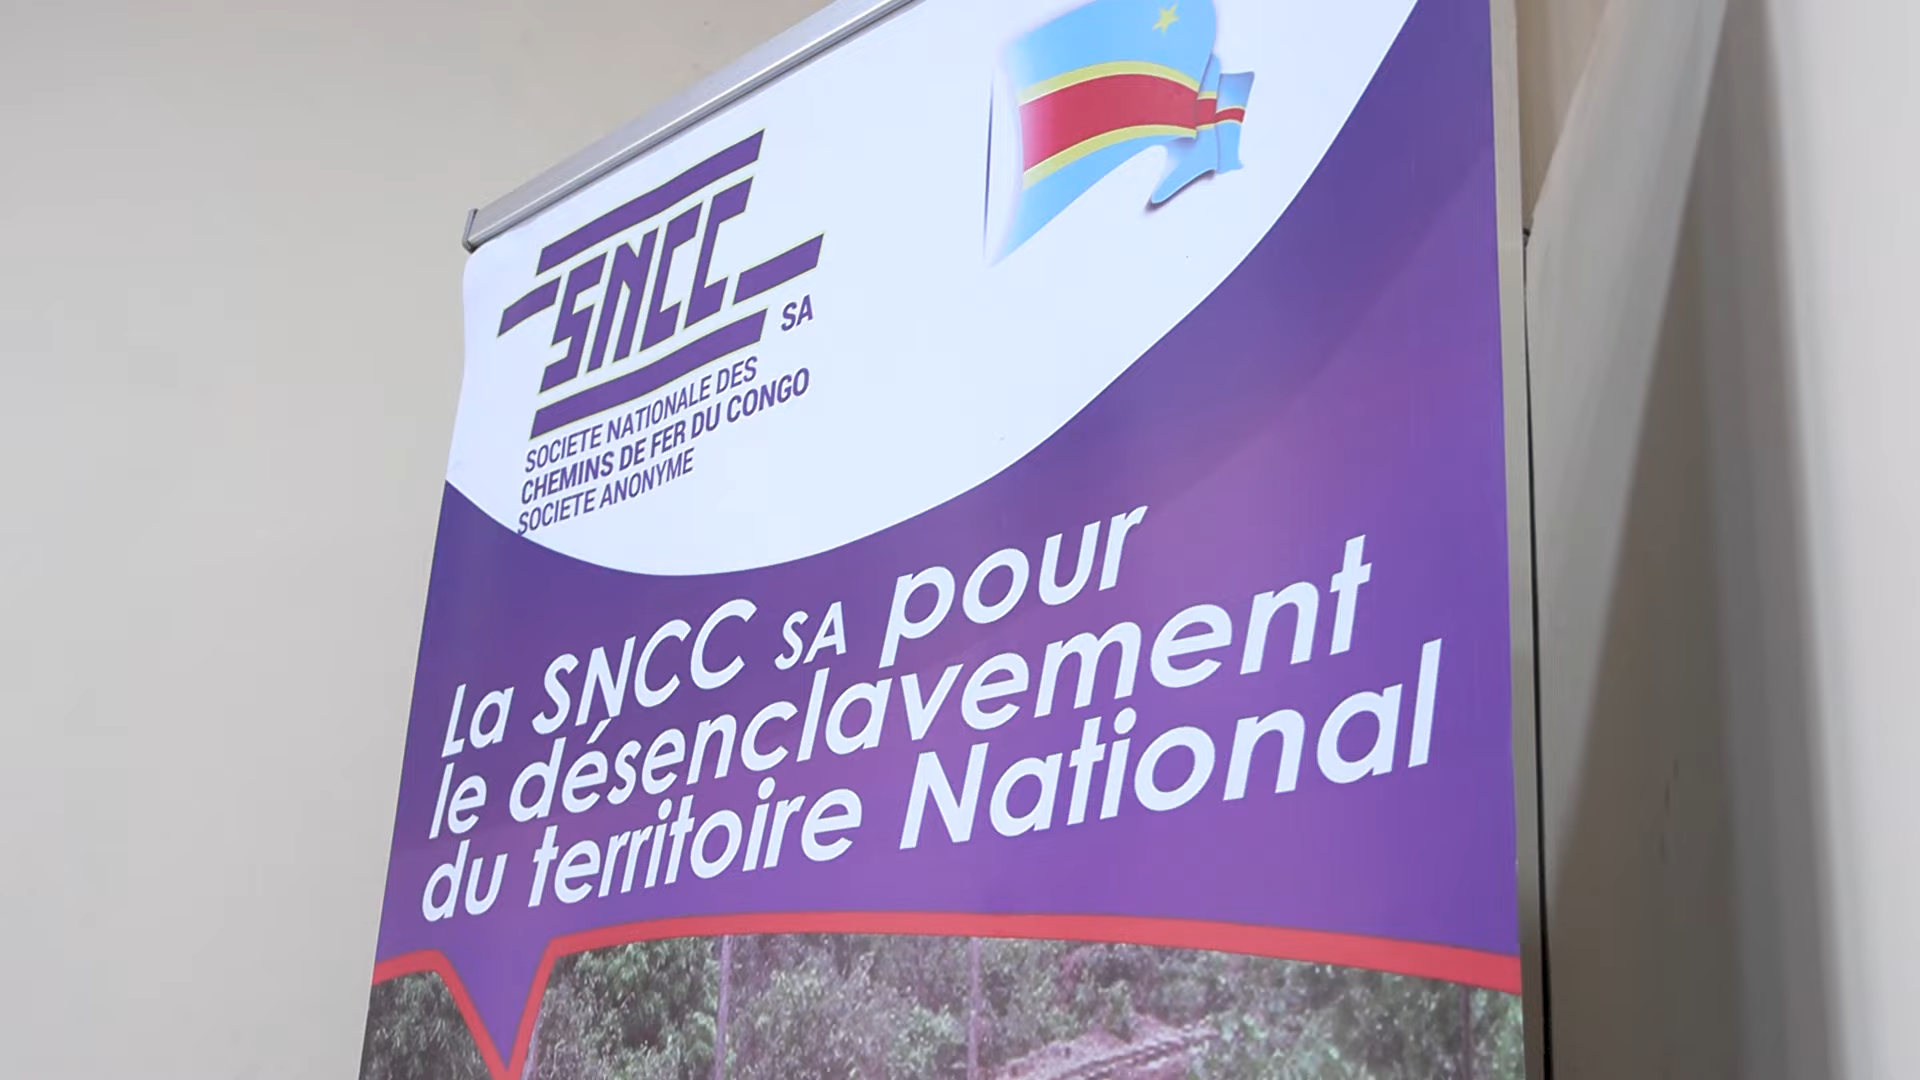 SNCC SA
SOCIETE NATIONALE DES
CHEMINS DE FER DU CONGO
SOCIETE ANONYME
La SNCC SA pour
le désenclavement
du territoire National